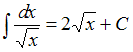 ∫ dx/√x = 2√x + C